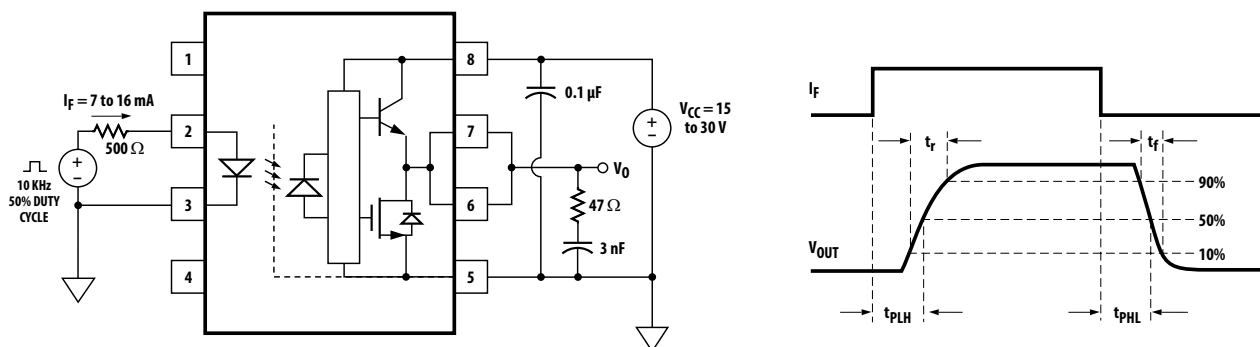 1
2
3
4
8
7
6
5
I_F = 7 to 16 mA
500 Ω
+
−
10 KHz
50% DUTY
CYCLE
0.1 µF
+
−
V_CC = 15
to 30 V
V_O
47 Ω
3 nF
I_F
t_r
t_f
90%
50%
10%
V_OUT
t_PLH
t_PHL